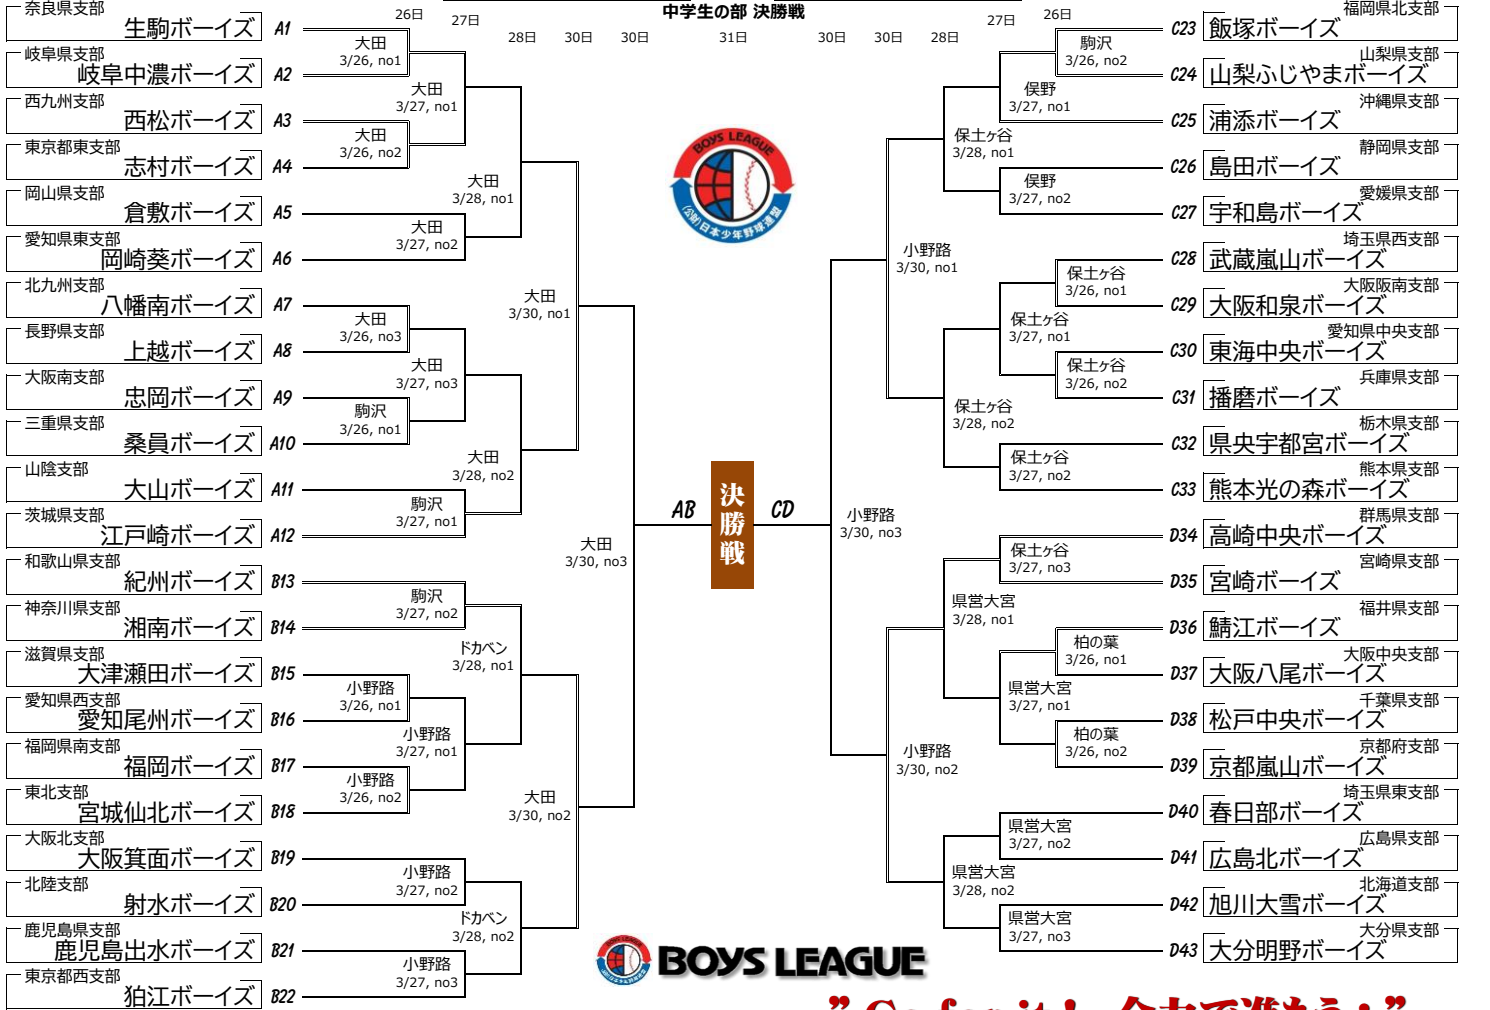 中学生の部 決勝戦
26日 27日 28日 30日 30日 31日 30日 30日 28日 27日 26日
奈良県支部
生駒ボーイズ A1
岐阜県支部
岐阜中濃ボーイズ A2
西九州支部
西松ボーイズ A3
東京都東支部
志村ボーイズ A4
岡山県支部
倉敷ボーイズ A5
愛知県東支部
岡崎葵ボーイズ A6
北九州支部
八幡南ボーイズ A7
長野県支部
上越ボーイズ A8
大阪南支部
忠岡ボーイズ A9
三重県支部
桑員ボーイズ A10
山陰支部
大山ボーイズ A11
茨城県支部
江戸崎ボーイズ A12
和歌山県支部
紀州ボーイズ B13
神奈川県支部
湘南ボーイズ B14
滋賀県支部
大津瀬田ボーイズ B15
愛知県西支部
愛知尾州ボーイズ B16
福岡県南支部
福岡ボーイズ B17
東北支部
宮城仙北ボーイズ B18
大阪北支部
大阪箕面ボーイズ B19
北陸支部
射水ボーイズ B20
鹿児島県支部
鹿児島出水ボーイズ B21
東京都西支部
狛江ボーイズ B22
大田
3/26, no1
大田
3/26, no2
大田
3/26, no3
駒沢
3/26, no1
小野路
3/26, no1
小野路
3/26, no2
大田
3/27, no1
大田
3/27, no2
大田
3/27, no3
駒沢
3/27, no1
駒沢
3/27, no2
小野路
3/27, no1
小野路
3/27, no2
小野路
3/27, no3
大田
3/28, no1
大田
3/28, no2
ドカベン
3/28, no1
ドカベン
3/28, no2
大田
3/30, no1
大田
3/30, no2
大田
3/30, no3
BOYS LEAGUE
(公財)日本少年野球連盟
AB
決勝戦
CD
小野路
3/30, no3
小野路
3/30, no1
小野路
3/30, no2
保土ヶ谷
3/28, no1
保土ヶ谷
3/28, no2
県営大宮
3/28, no1
県営大宮
3/28, no2
俣野
3/27, no1
俣野
3/27, no2
保土ヶ谷
3/27, no1
保土ヶ谷
3/27, no2
保土ヶ谷
3/27, no3
県営大宮
3/27, no1
県営大宮
3/27, no2
県営大宮
3/27, no3
駒沢
3/26, no2
保土ヶ谷
3/26, no1
保土ヶ谷
3/26, no2
柏の葉
3/26, no1
柏の葉
3/26, no2
福岡県北支部
C23 飯塚ボーイズ
山梨県支部
C24 山梨ふじやまボーイズ
沖縄県支部
C25 浦添ボーイズ
静岡県支部
C26 島田ボーイズ
愛媛県支部
C27 宇和島ボーイズ
埼玉県西支部
C28 武蔵嵐山ボーイズ
大阪阪南支部
C29 大阪和泉ボーイズ
愛知県中央支部
C30 東海中央ボーイズ
兵庫県支部
C31 播磨ボーイズ
栃木県支部
C32 県央宇都宮ボーイズ
熊本県支部
C33 熊本光の森ボーイズ
群馬県支部
D34 高崎中央ボーイズ
宮崎県支部
D35 宮崎ボーイズ
福井県支部
D36 鯖江ボーイズ
大阪中央支部
D37 大阪八尾ボーイズ
千葉県支部
D38 松戸中央ボーイズ
京都府支部
D39 京都嵐山ボーイズ
埼玉県東支部
D40 春日部ボーイズ
広島県支部
D41 広島北ボーイズ
北海道支部
D42 旭川大雪ボーイズ
大分県支部
D43 大分明野ボーイズ
BOYS LEAGUE